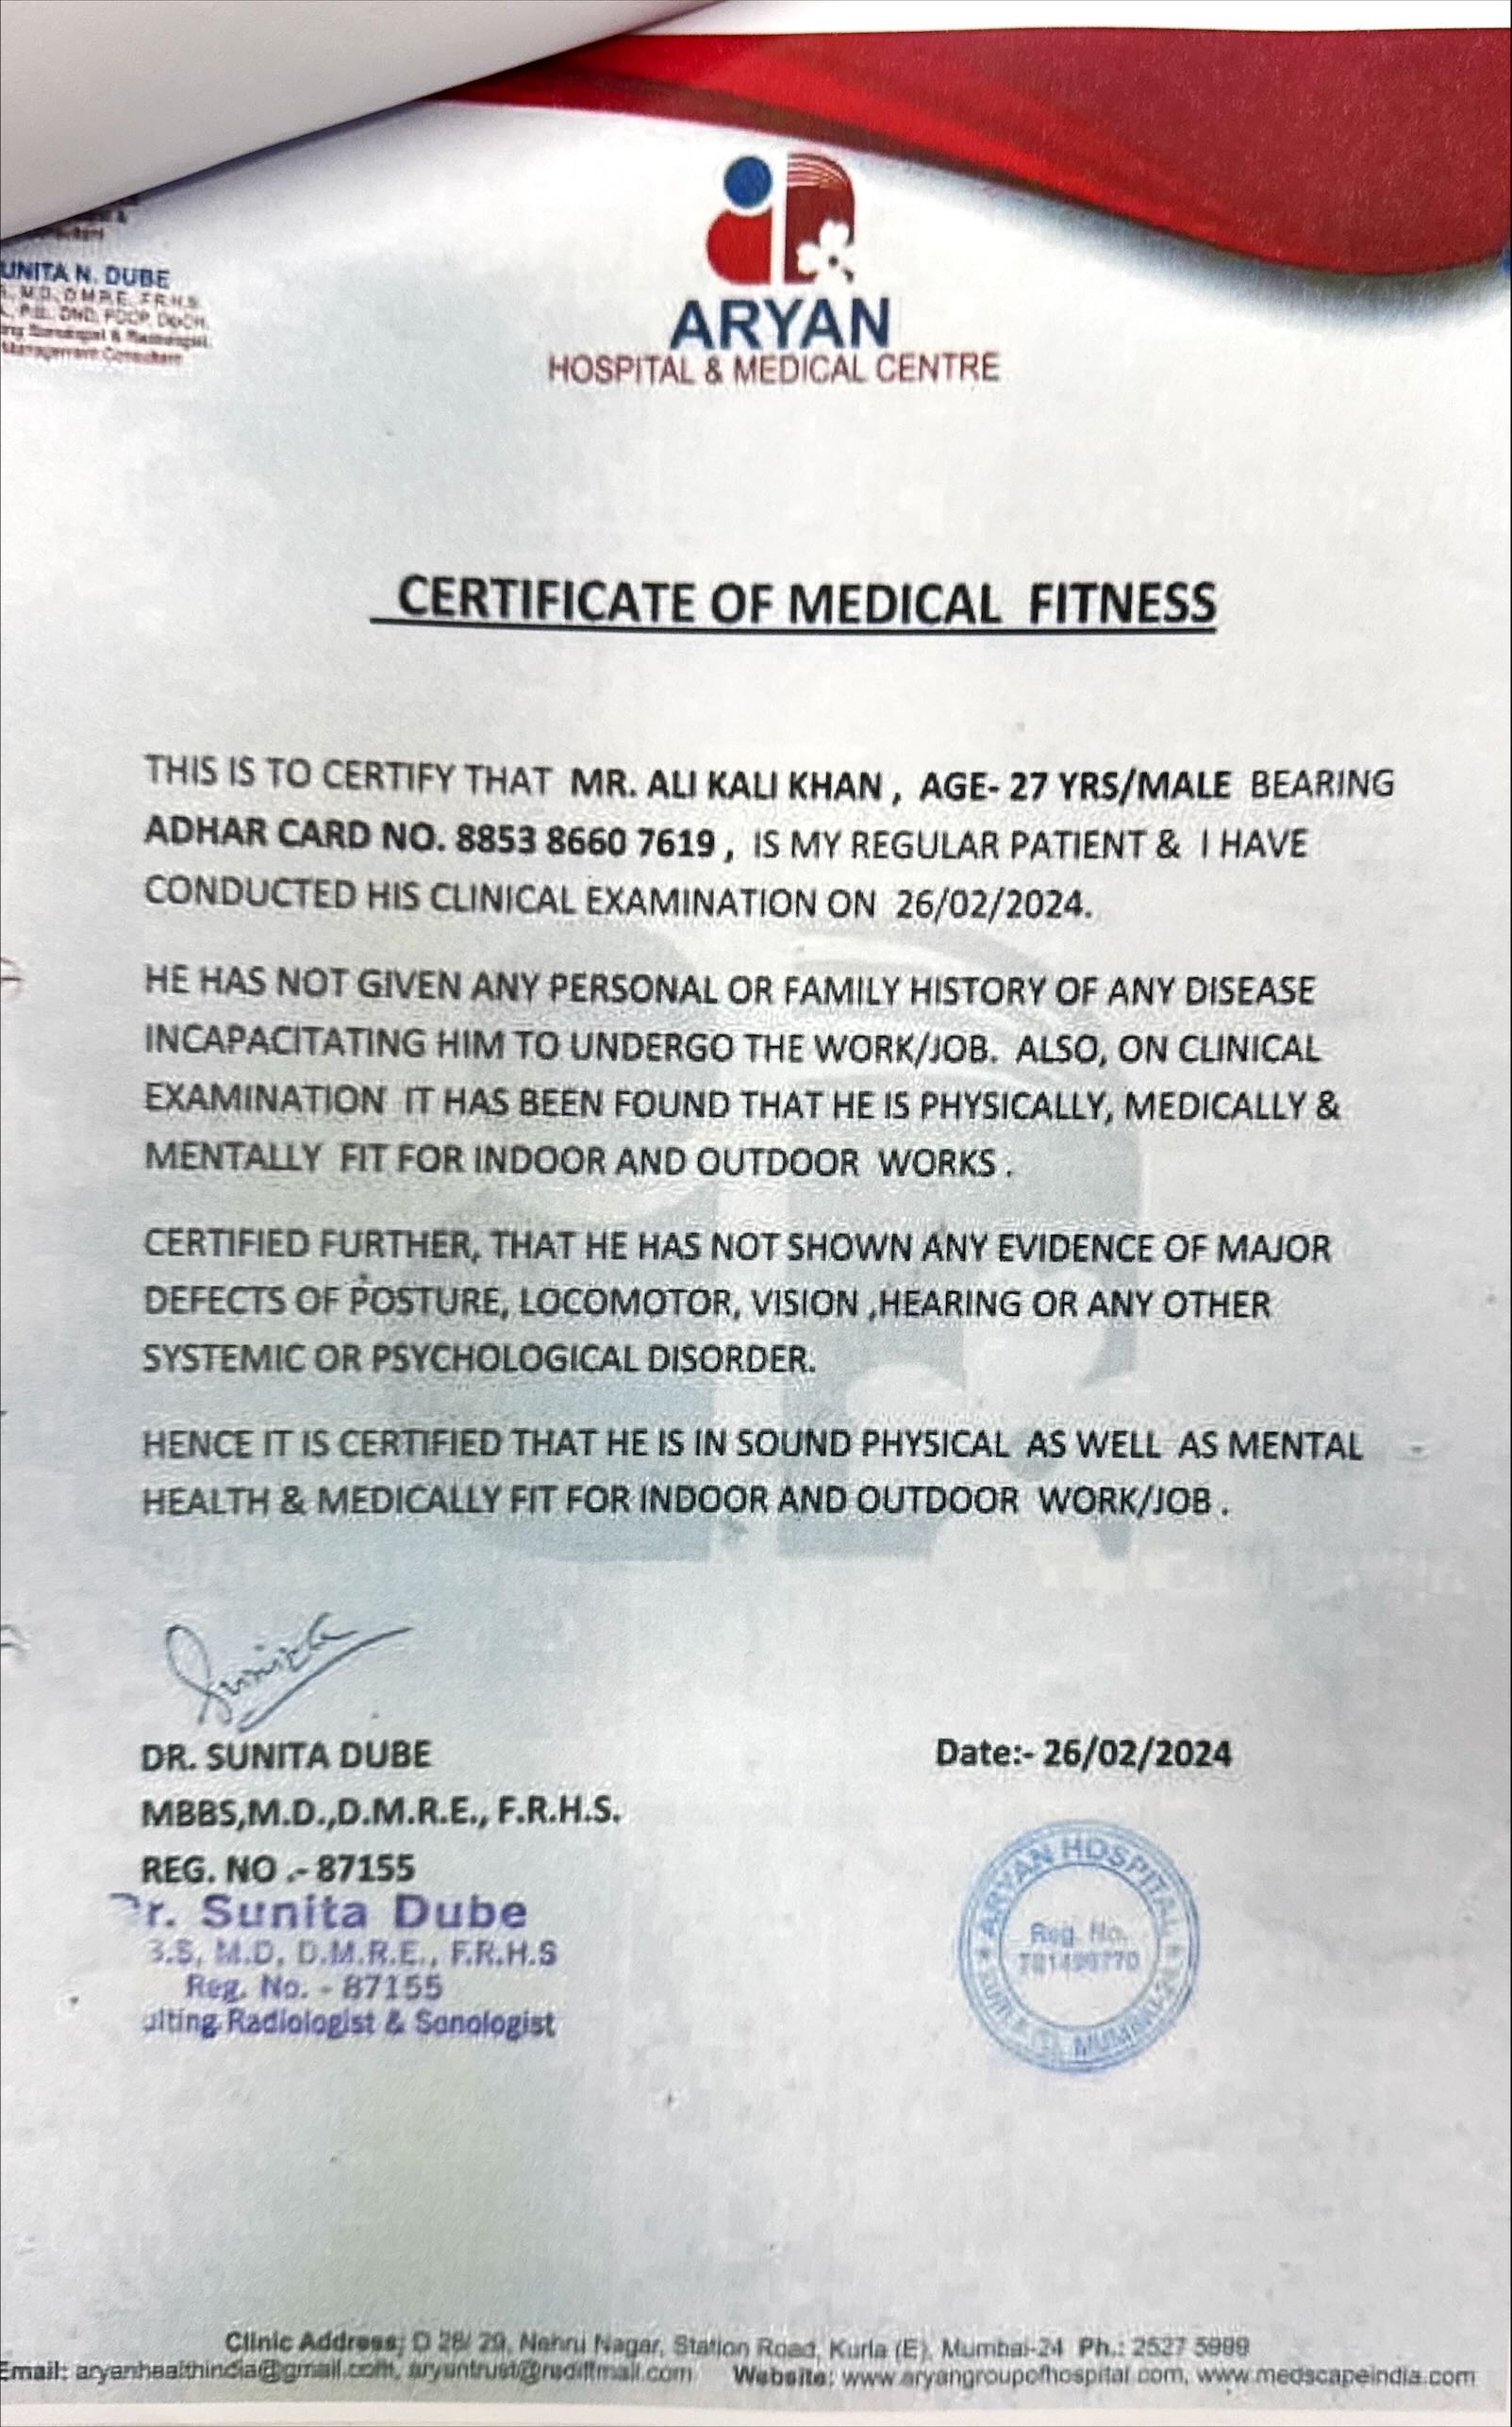 UNITA N. DUBE
Management Consultant
ARYAN
HOSPITAL & MEDICAL CENTRE
CERTIFICATE OF MEDICAL FITNESS
THIS IS TO CERTIFY THAT MR. ALI KALI KHAN , AGE- 27 YRS/MALE BEARING
ADHAR CARD NO. 8853 8660 7619 , IS MY REGULAR PATIENT & I HAVE
CONDUCTED HIS CLINICAL EXAMINATION ON 26/02/2024.
HE HAS NOT GIVEN ANY PERSONAL OR FAMILY HISTORY OF ANY DISEASE
INCAPACITATING HIM TO UNDERGO THE WORK/JOB. ALSO, ON CLINICAL
EXAMINATION IT HAS BEEN FOUND THAT HE IS PHYSICALLY, MEDICALLY &
MENTALLY FIT FOR INDOOR AND OUTDOOR WORKS .
CERTIFIED FURTHER, THAT HE HAS NOT SHOWN ANY EVIDENCE OF MAJOR
DEFECTS OF POSTURE, LOCOMOTOR, VISION ,HEARING OR ANY OTHER
SYSTEMIC OR PSYCHOLOGICAL DISORDER.
HENCE IT IS CERTIFIED THAT HE IS IN SOUND PHYSICAL AS WELL AS MENTAL
HEALTH & MEDICALLY FIT FOR INDOOR AND OUTDOOR WORK/JOB .
Sunita
DR. SUNITA DUBE
Date:- 26/02/2024
MBBS,M.D.,D.M.R.E., F.R.H.S.
REG. NO .- 87155
r. Sunita Dube
B.S, M.D, D.M.R.E., F.R.H.S
Reg. No. - 87155
ulting Radiologist & Sonologist
ARYAN HOSPITAL
Reg. No.
MUMBAI-24
Clinic Address; D 28/ 29, Nehru Nagar, Station Road, Kurla (E), Mumbai-24 Ph.: 2527 5999
Email: aryanhealthindia@gmail.com, aryantrust@rediffmail.com Website: www.aryangroupofhospital.com, www.medscapeindia.com